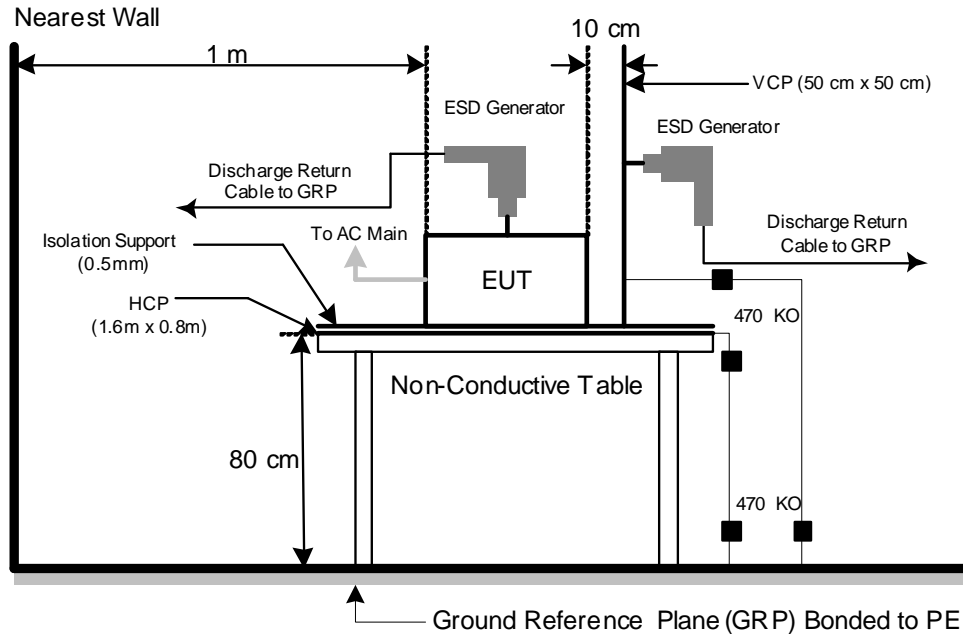 Nearest Wall
10 cm
1 m
VCP (50 cm x 50 cm)
ESD Generator
ESD Generator
Discharge Return
Cable to GRP
Discharge Return
Cable to GRP
To AC Main
Isolation Support
(0.5mm)
EUT
HCP
(1.6m x 0.8m)
470 KO
Non-Conductive Table
80 cm
470 KO
Ground Reference Plane (GRP) Bonded to PE